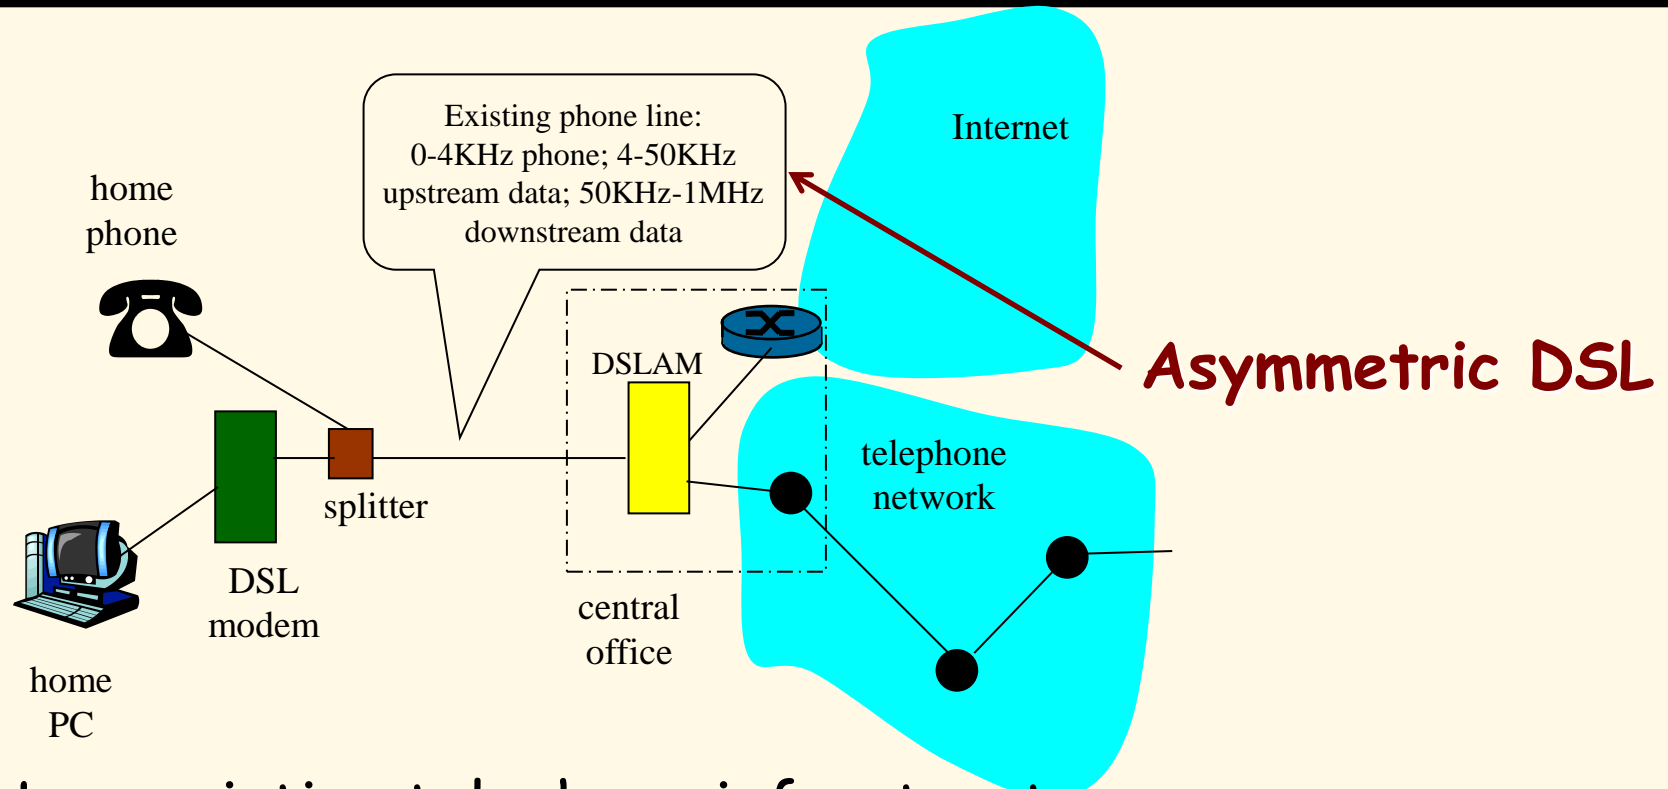 Existing phone line:
0-4KHz phone; 4-50KHz
upstream data; 50KHz-1MHz
downstream data
Internet
home
phone
DSLAM
Asymmetric DSL
telephone
network
splitter
DSL
modem
central
office
home
PC